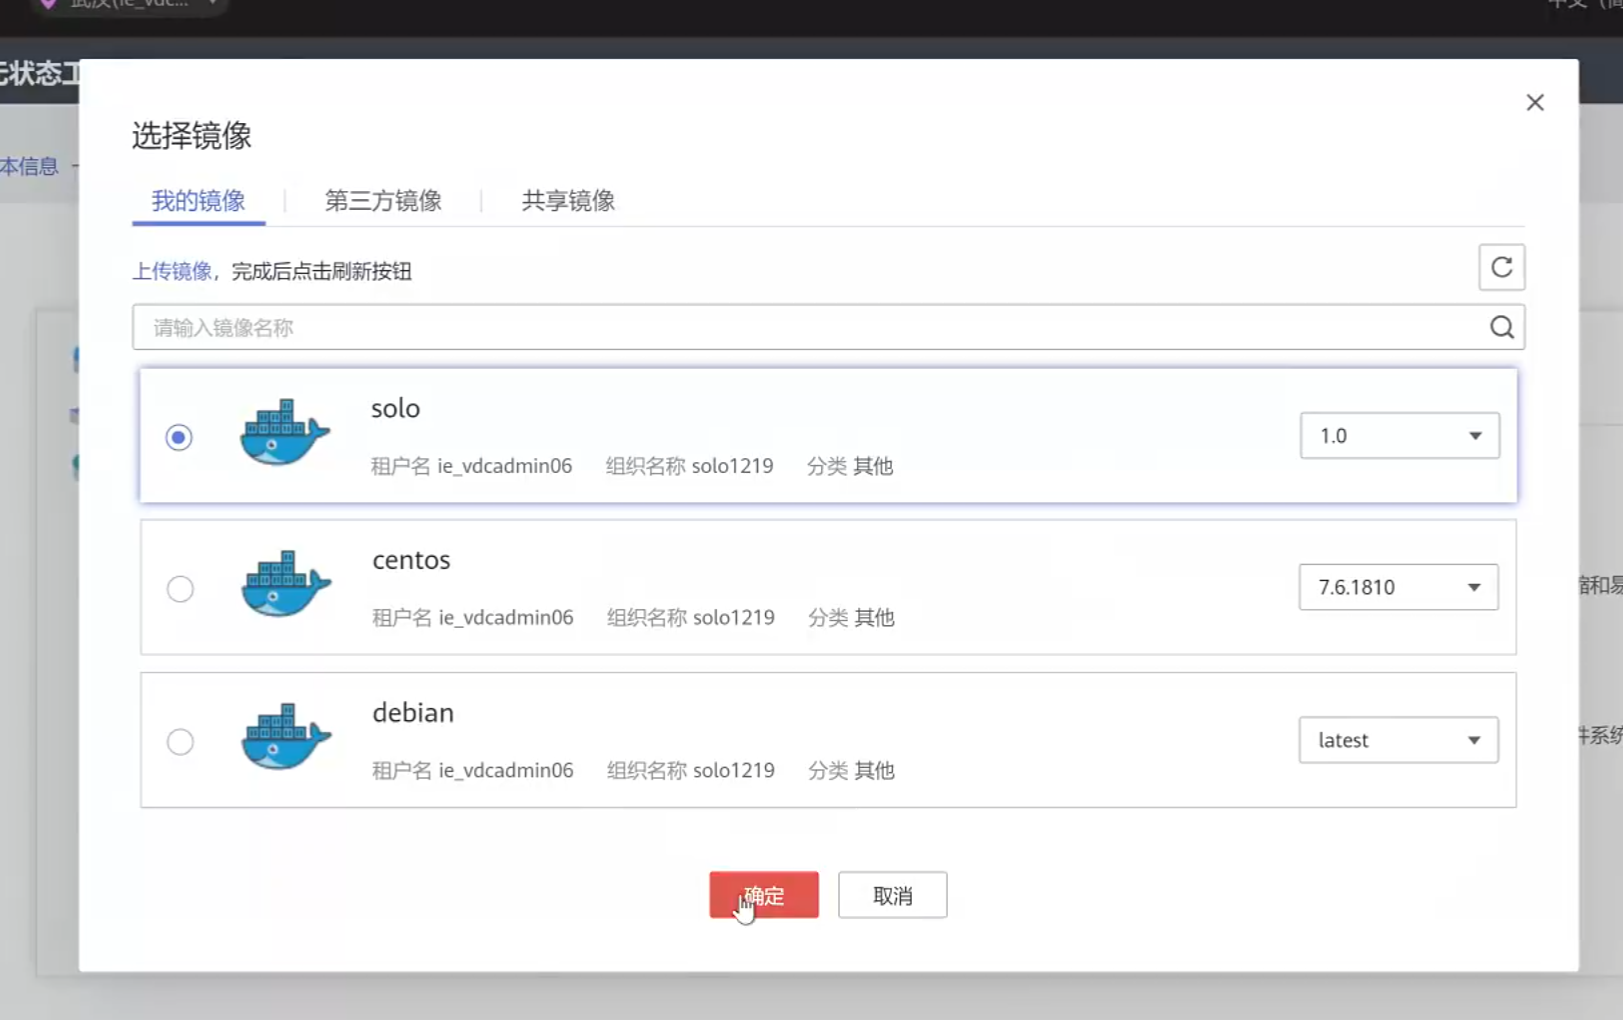 武汉(ie_vdc...
中文（简
状态工
本信息
选择镜像
我的镜像
第三方镜像
共享镜像
上传镜像，完成后点击刷新按钮
请输入镜像名称
solo
租户名 ie_vdcadmin06 组织名称 solo1219 分类 其他
1.0
centos
租户名 ie_vdcadmin06 组织名称 solo1219 分类 其他
7.6.1810
缩和易
debian
租户名 ie_vdcadmin06 组织名称 solo1219 分类 其他
latest
件系统
确定
取消